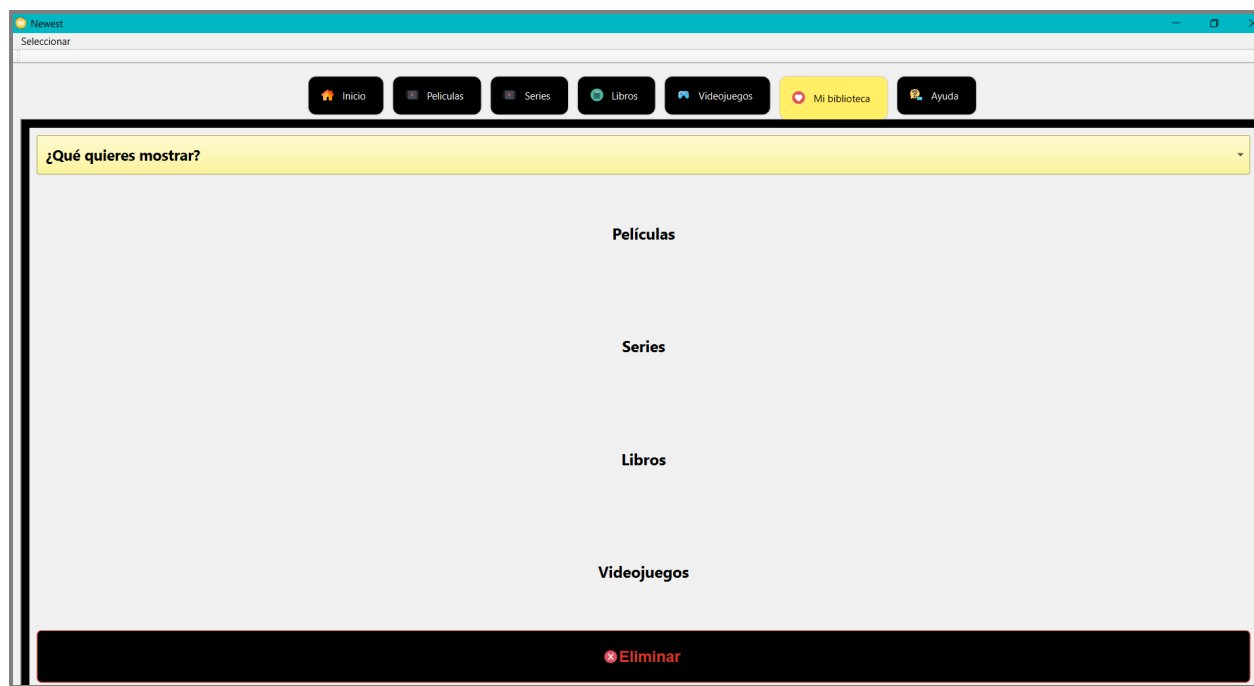 Newest
Seleccionar
Inicio
Peliculas
Series
Libros
Videojuegos
Mi biblioteca
Ayuda
¿Qué quieres mostrar?
Películas
Series
Libros
Videojuegos
Eliminar